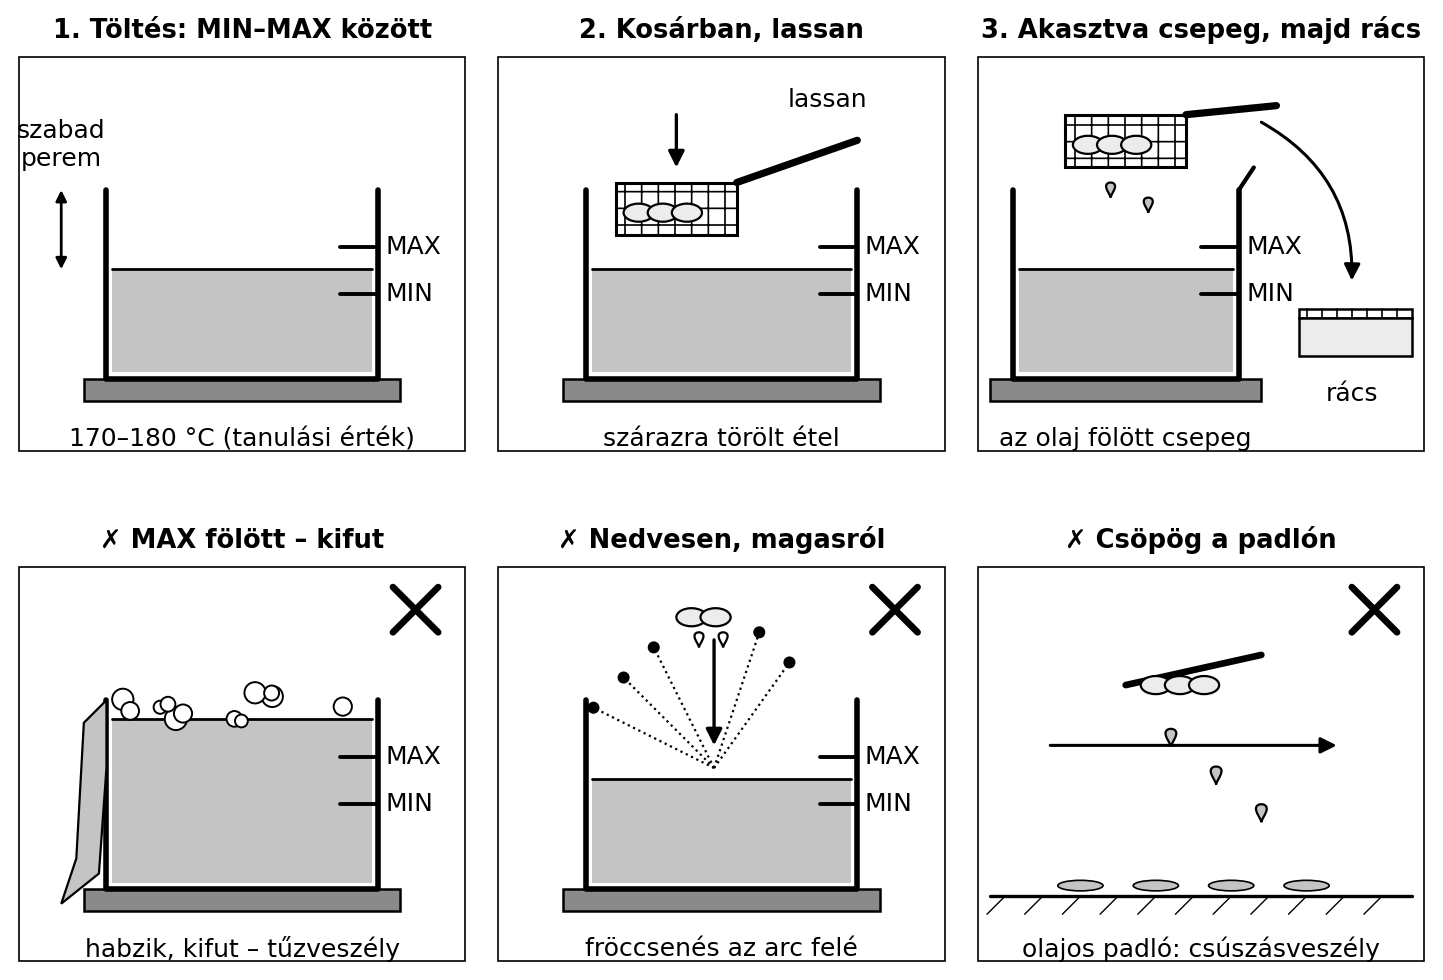 1. Töltés: MIN–MAX között
szabad
perem
MAX
MIN
170–180 °C (tanulási érték)
2. Kosárban, lassan
lassan
MAX
MIN
szárazra törölt étel
3. Akasztva csepeg, majd rács
MAX
MIN
rács
az olaj fölött csepeg
✗ MAX fölött – kifut
MAX
MIN
habzik, kifut – tűzveszély
✗ Nedvesen, magasról
MAX
MIN
fröccsenés az arc felé
✗ Csöpög a padlón
olajos padló: csúszásveszély